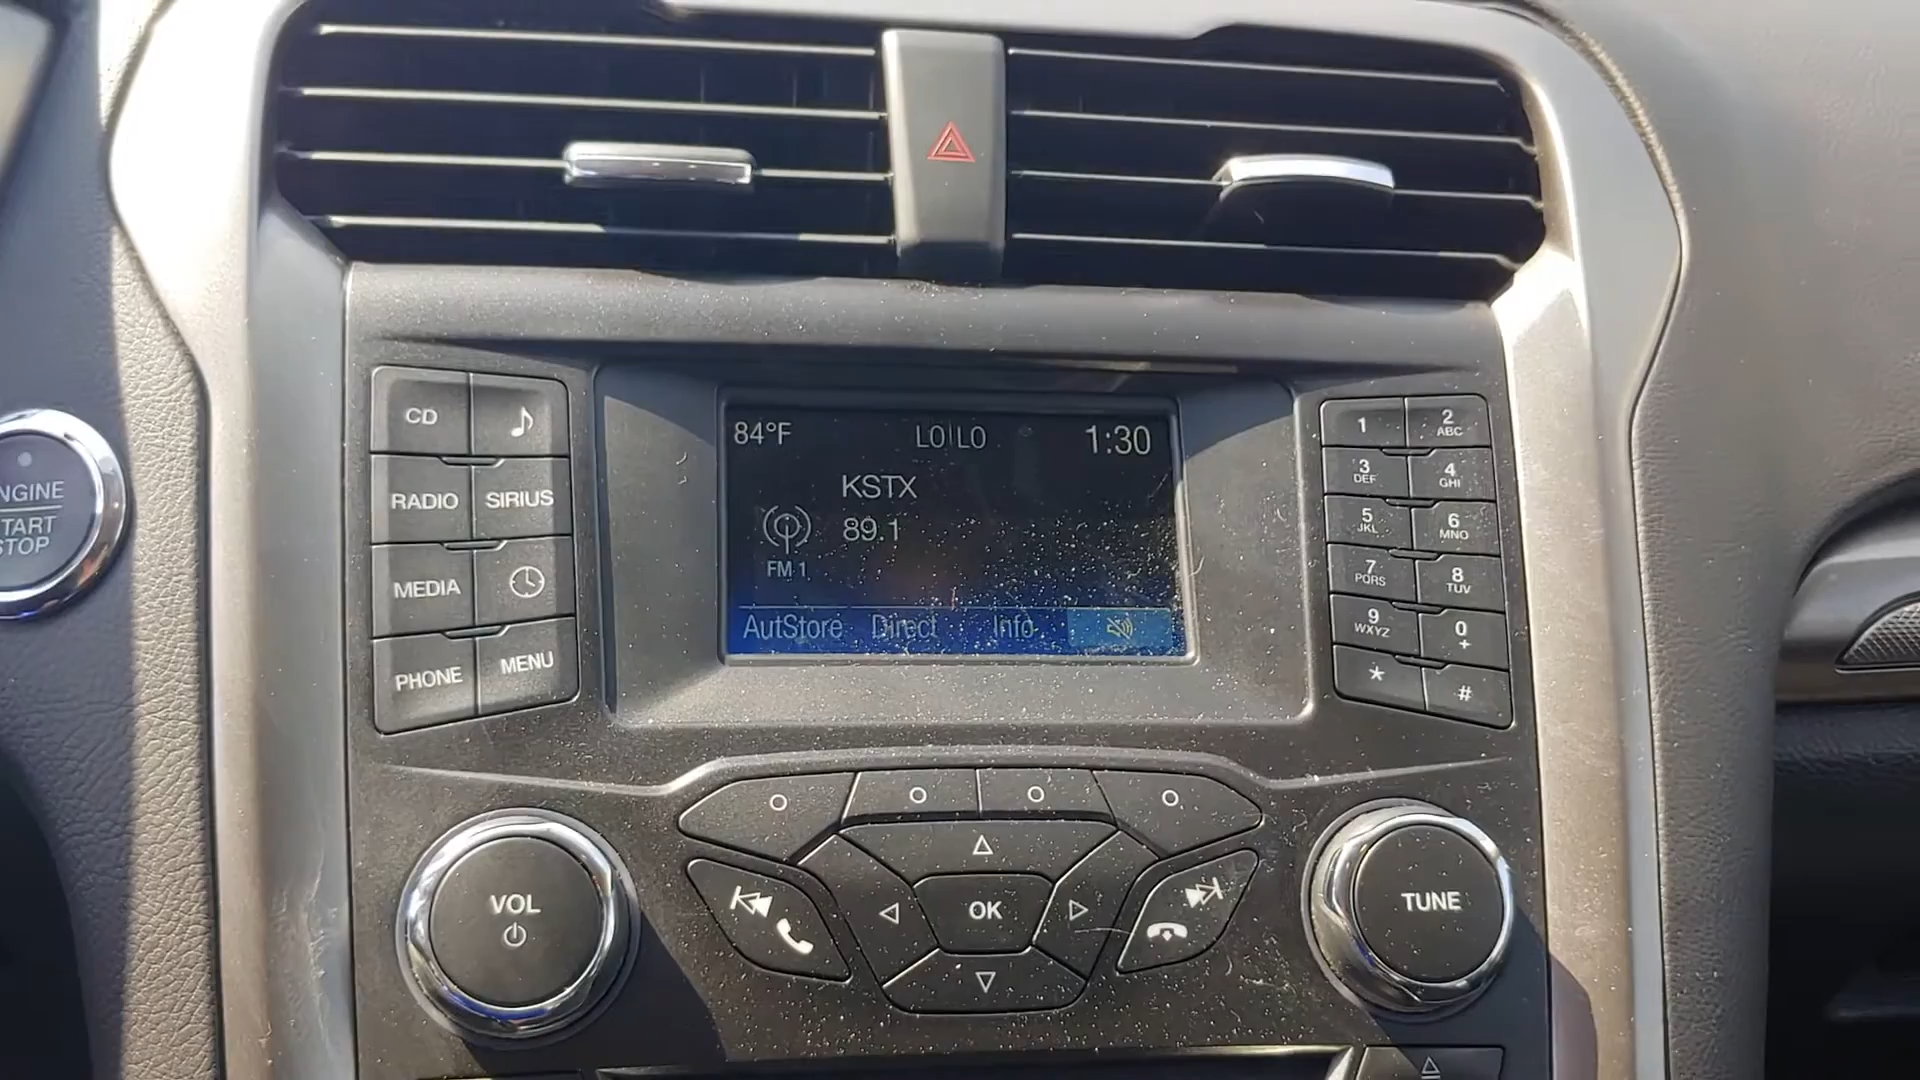 84°F LO|LO 1:30
KSTX
89.1
FM 1
AutStore Direct Info
CD
RADIO SIRIUS
MEDIA
PHONE MENU
1 2 ABC
3 DEF 4 GHI
5 JKL 6 MNO
7 PQRS 8 TUV
9 WXYZ 0 +
* #
ENGINE
START
STOP
VOL
OK
TUNE